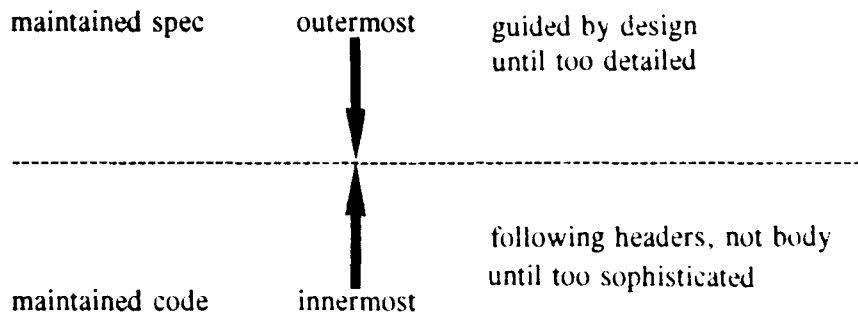 maintained spec outermost guided by design
until too detailed
following headers, not body
until too sophisticated
maintained code innermost